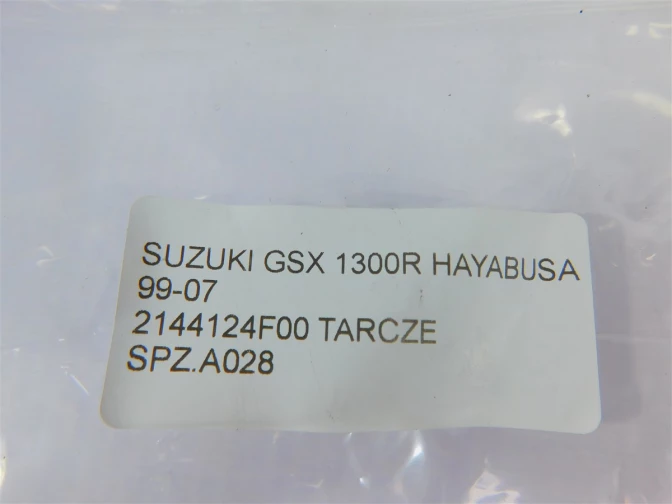 SUZUKI GSX 1300R HAYABUSA
99-07
2144124F00 TARCZE
SPZ.A028